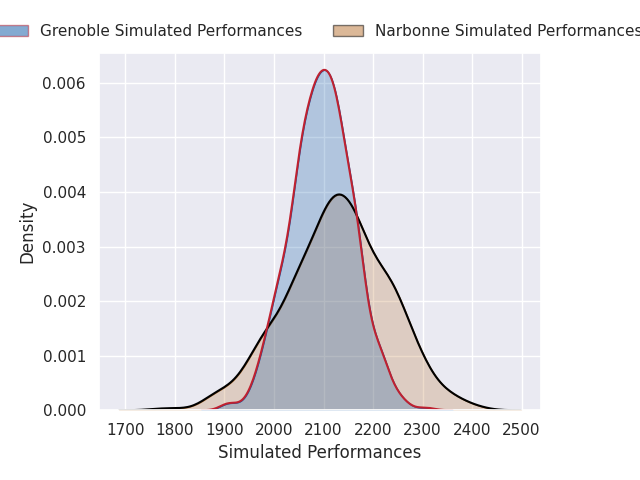 Grenoble Simulated Performances Narbonne Simulated Performances
0.006
0.005
0.004
0.003
0.002
0.001
0.000
Density
1700 1800 1900 2000 2100 2200 2300 2400 2500
Simulated Performances